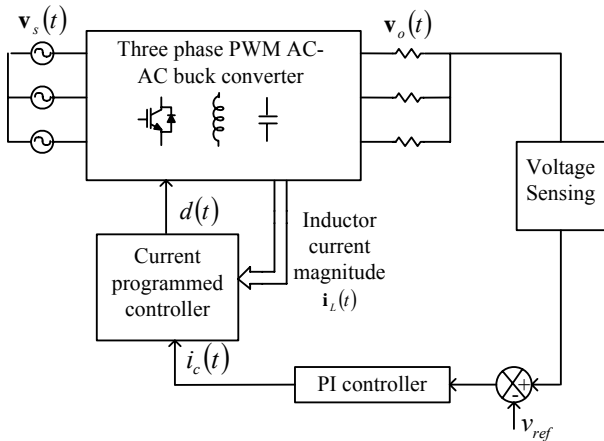 v_s(t)
v_o(t)
Three phase PWM AC-
AC buck converter
d(t)
Inductor
current
magnitude
i_L(t)
Voltage
Sensing
Current
programmed
controller
i_c(t)
PI controller
+
-
v_ref